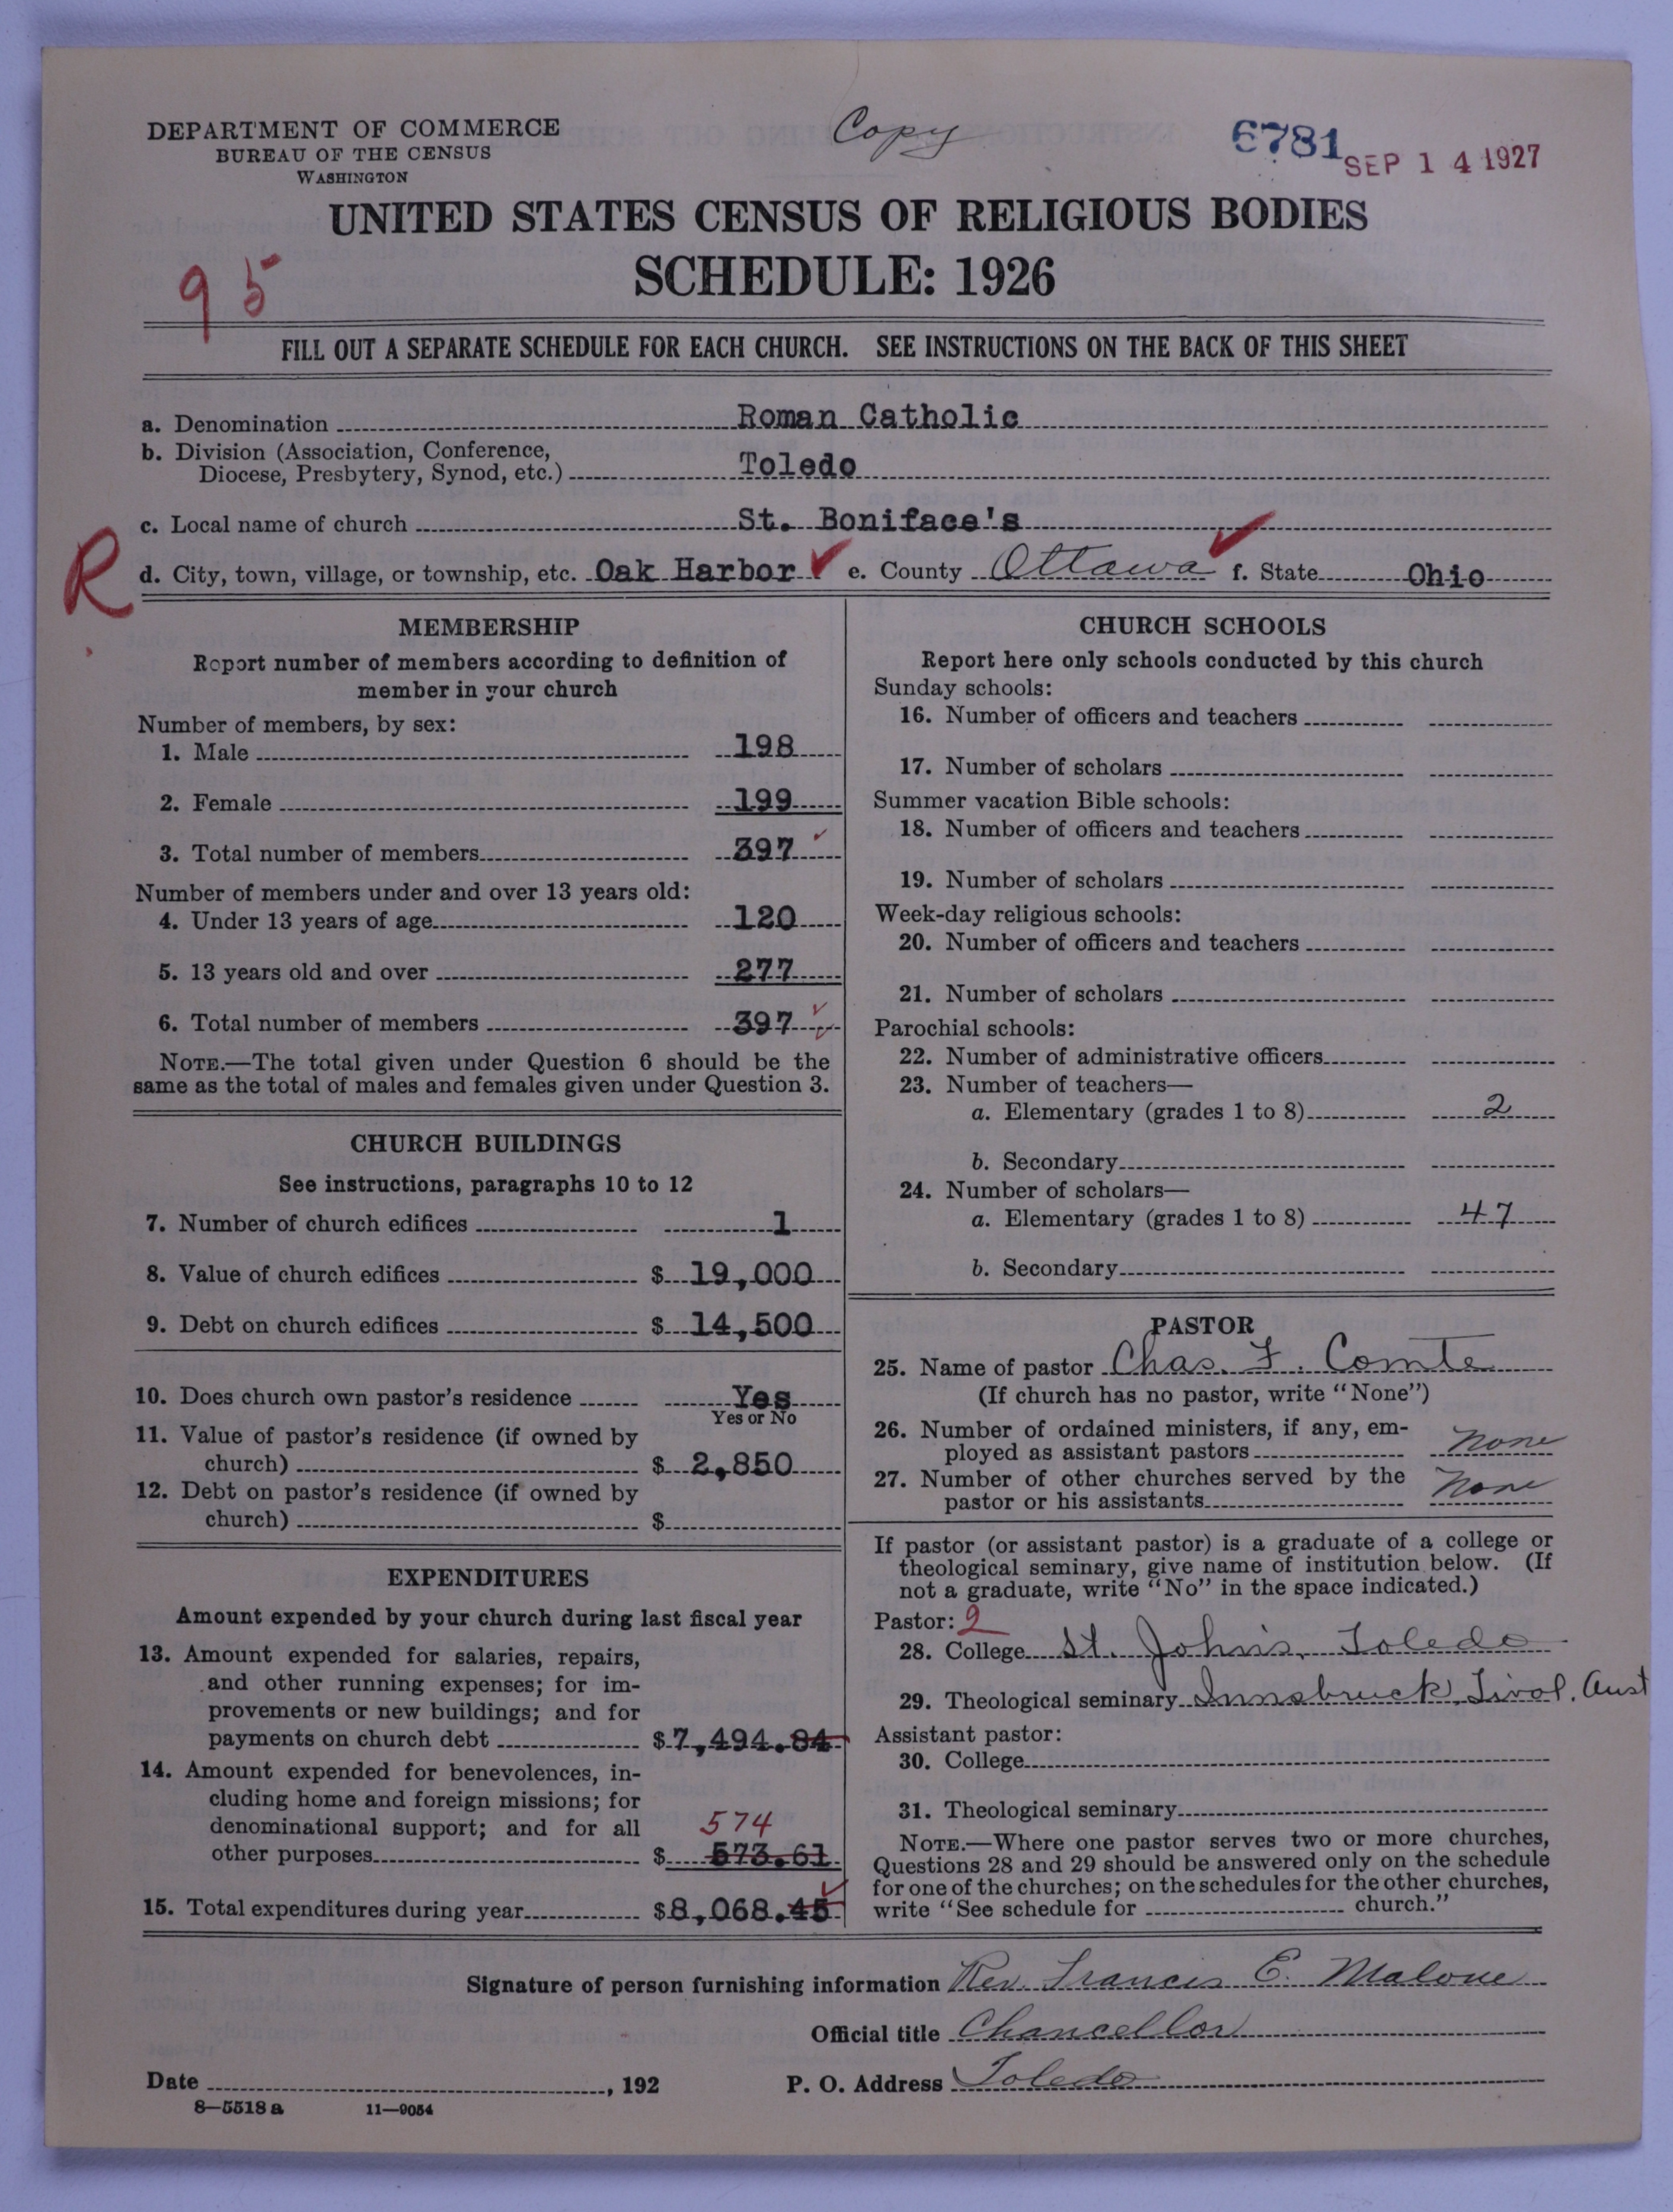 DEPARTMENT OF COMMERCE
BUREAU OF THE CENSUS
WASHINGTON
Copy
6781
SEP 14 1927
UNITED STATES CENSUS OF RELIGIOUS BODIES
SCHEDULE: 1926
95
FILL OUT A SEPARATE SCHEDULE FOR EACH CHURCH. SEE INSTRUCTIONS ON THE BACK OF THIS SHEET
a. Denomination Roman Catholic
b. Division (Association, Conference,
Diocese, Presbytery, Synod, etc.) Toledo
c. Local name of church St. Boniface's
R
d. City, town, village, or township, etc. Oak Harbor ✓ e. County Ottawa ✓ f. State Ohio
MEMBERSHIP
Report number of members according to definition of
member in your church
Number of members, by sex:
1. Male 198
2. Female 199
3. Total number of members 397 ✓
Number of members under and over 13 years old:
4. Under 13 years of age 120
5. 13 years old and over 277
6. Total number of members 397 ✓✓
NOTE.—The total given under Question 6 should be the
same as the total of males and females given under Question 3.
CHURCH BUILDINGS
See instructions, paragraphs 10 to 12
7. Number of church edifices 1
8. Value of church edifices $ 19,000
9. Debt on church edifices $ 14,500
10. Does church own pastor's residence Yes
Yes or No
11. Value of pastor's residence (if owned by
church) $ 2,850
12. Debt on pastor's residence (if owned by
church) $
EXPENDITURES
Amount expended by your church during last fiscal year
13. Amount expended for salaries, repairs,
and other running expenses; for im-
provements or new buildings; and for
payments on church debt $ 7,494.84
14. Amount expended for benevolences, in-
cluding home and foreign missions; for
denominational support; and for all 574
other purposes $ 573.61
15. Total expenditures during year $8,068.45 ✓
CHURCH SCHOOLS
Report here only schools conducted by this church
Sunday schools:
16. Number of officers and teachers
17. Number of scholars
Summer vacation Bible schools:
18. Number of officers and teachers
19. Number of scholars
Week-day religious schools:
20. Number of officers and teachers
21. Number of scholars
Parochial schools:
22. Number of administrative officers
23. Number of teachers—
a. Elementary (grades 1 to 8) 2
b. Secondary
24. Number of scholars—
a. Elementary (grades 1 to 8) 47
b. Secondary
PASTOR
25. Name of pastor Chas. F. Comte
(If church has no pastor, write "None")
26. Number of ordained ministers, if any, em-
ployed as assistant pastors None
27. Number of other churches served by the
pastor or his assistants None
If pastor (or assistant pastor) is a graduate of a college or
theological seminary, give name of institution below. (If
not a graduate, write "No" in the space indicated.)
Pastor: 2
28. College St. John's, Toledo
29. Theological seminary Innsbruck, Tirol. Aust
Assistant pastor:
30. College
31. Theological seminary
NOTE.—Where one pastor serves two or more churches,
Questions 28 and 29 should be answered only on the schedule
for one of the churches; on the schedules for the other churches,
write "See schedule for church."
Signature of person furnishing information Rev. Francis E. Malone
Official title Chancellor
Date , 192 P. O. Address Toledo
8—5518 a 11—9054